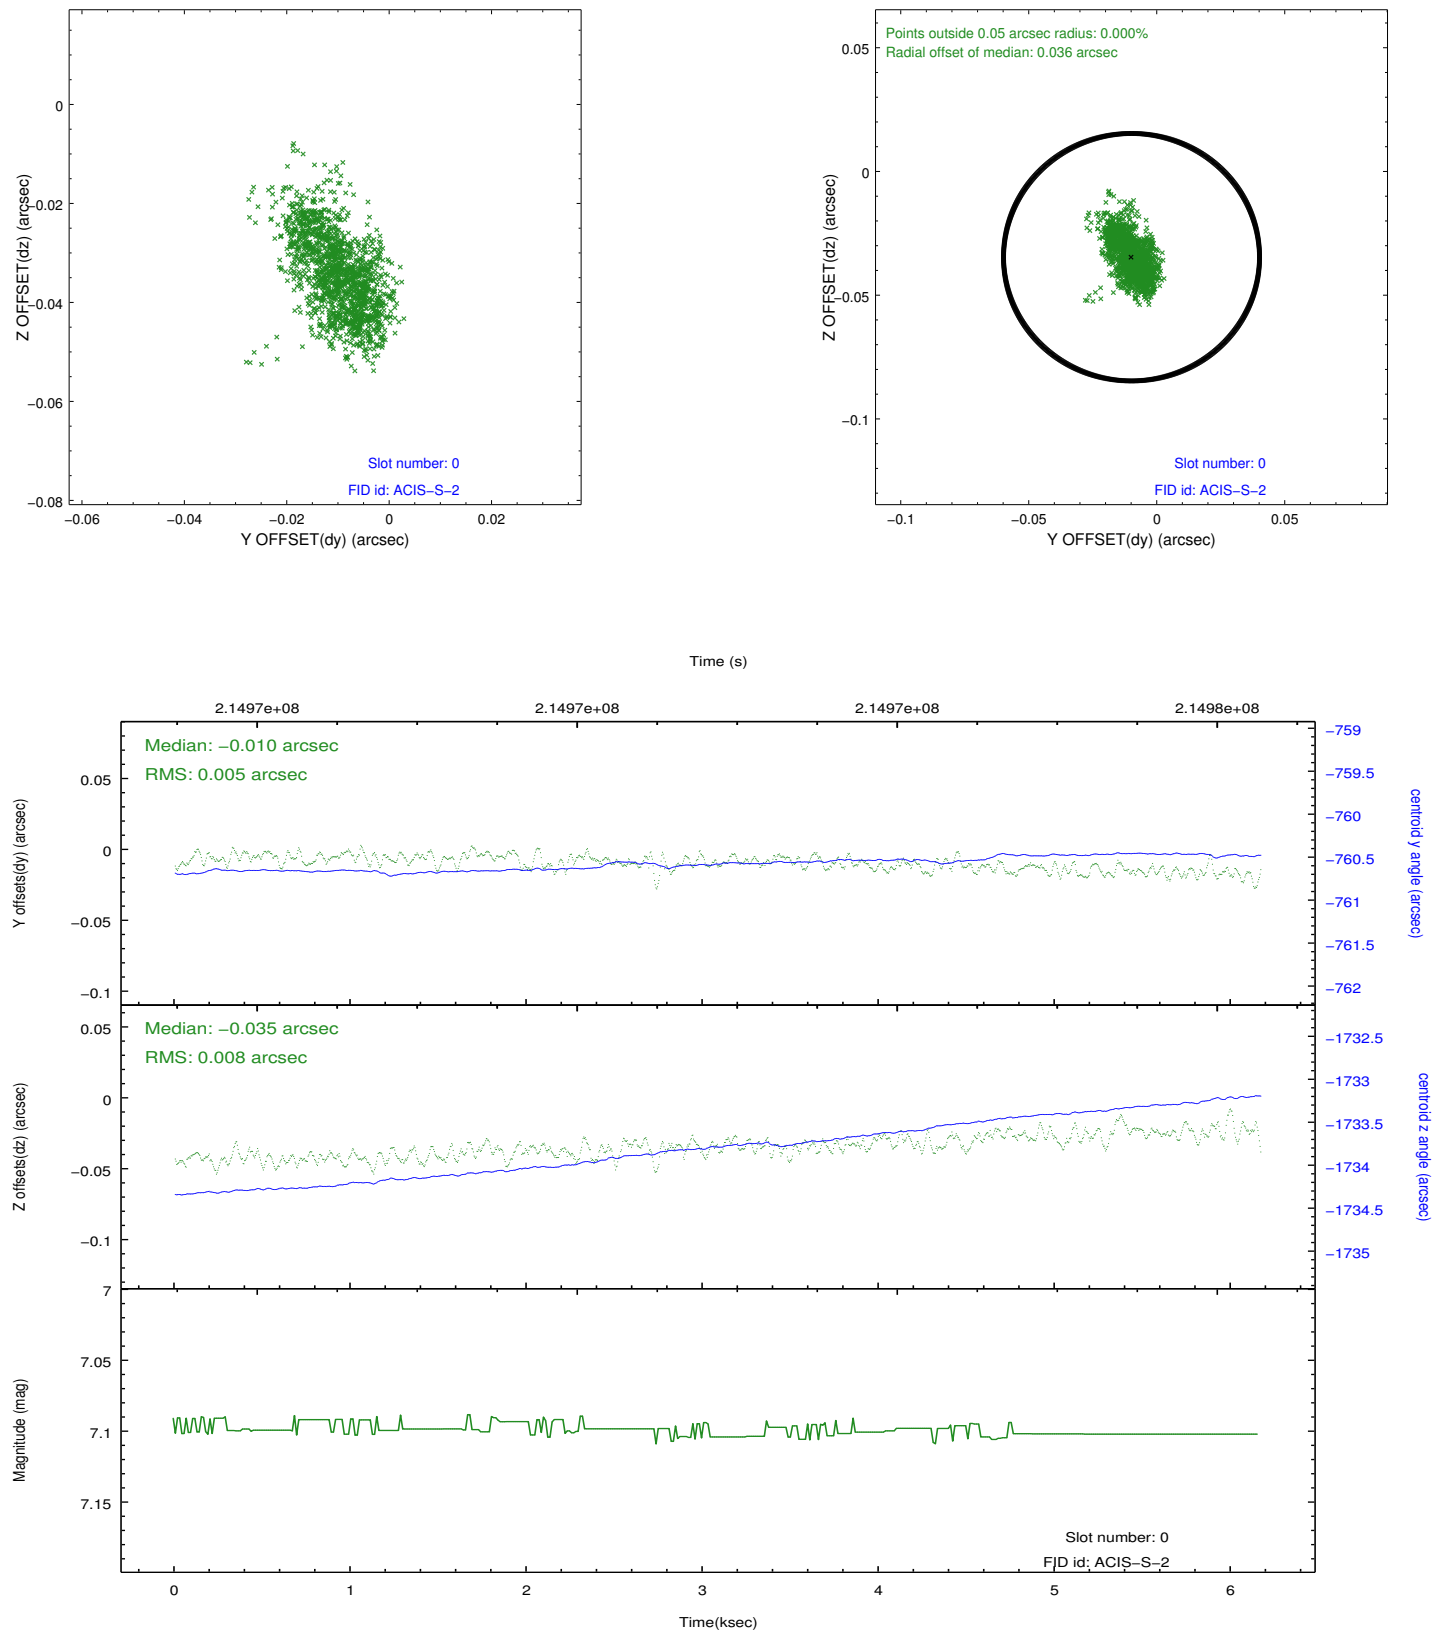 0
−0.02
−0.04
−0.06
−0.08
Z OFFSET(dz) (arcsec)
Slot number: 0
FID id: ACIS−S−2
−0.06
−0.04
−0.02
0
0.02
Y OFFSET(dy) (arcsec)
Points outside 0.05 arcsec radius: 0.000%
Radial offset of median: 0.036 arcsec
0.05
0
−0.05
−0.1
Z OFFSET(dz) (arcsec)
Slot number: 0
FID id: ACIS−S−2
−0.1
−0.05
0
0.05
Y OFFSET(dy) (arcsec)
Time (s)
2.1497e+08
2.1497e+08
2.1497e+08
2.1498e+08
Median: −0.010 arcsec
RMS: 0.005 arcsec
0.05
0
−0.05
−0.1
Y offsets(dy) (arcsec)
−759
−759.5
−760
−760.5
−761
−761.5
−762
centroid y angle (arcsec)
Median: −0.035 arcsec
RMS: 0.008 arcsec
0.05
0
−0.05
−0.1
Z offsets(dz) (arcsec)
−1732.5
−1733
−1733.5
−1734
−1734.5
−1735
centroid z angle (arcsec)
7
7.05
7.1
7.15
Magnitude (mag)
Slot number: 0
FID id: ACIS−S−2
0
1
2
3
4
5
6
Time(ksec)